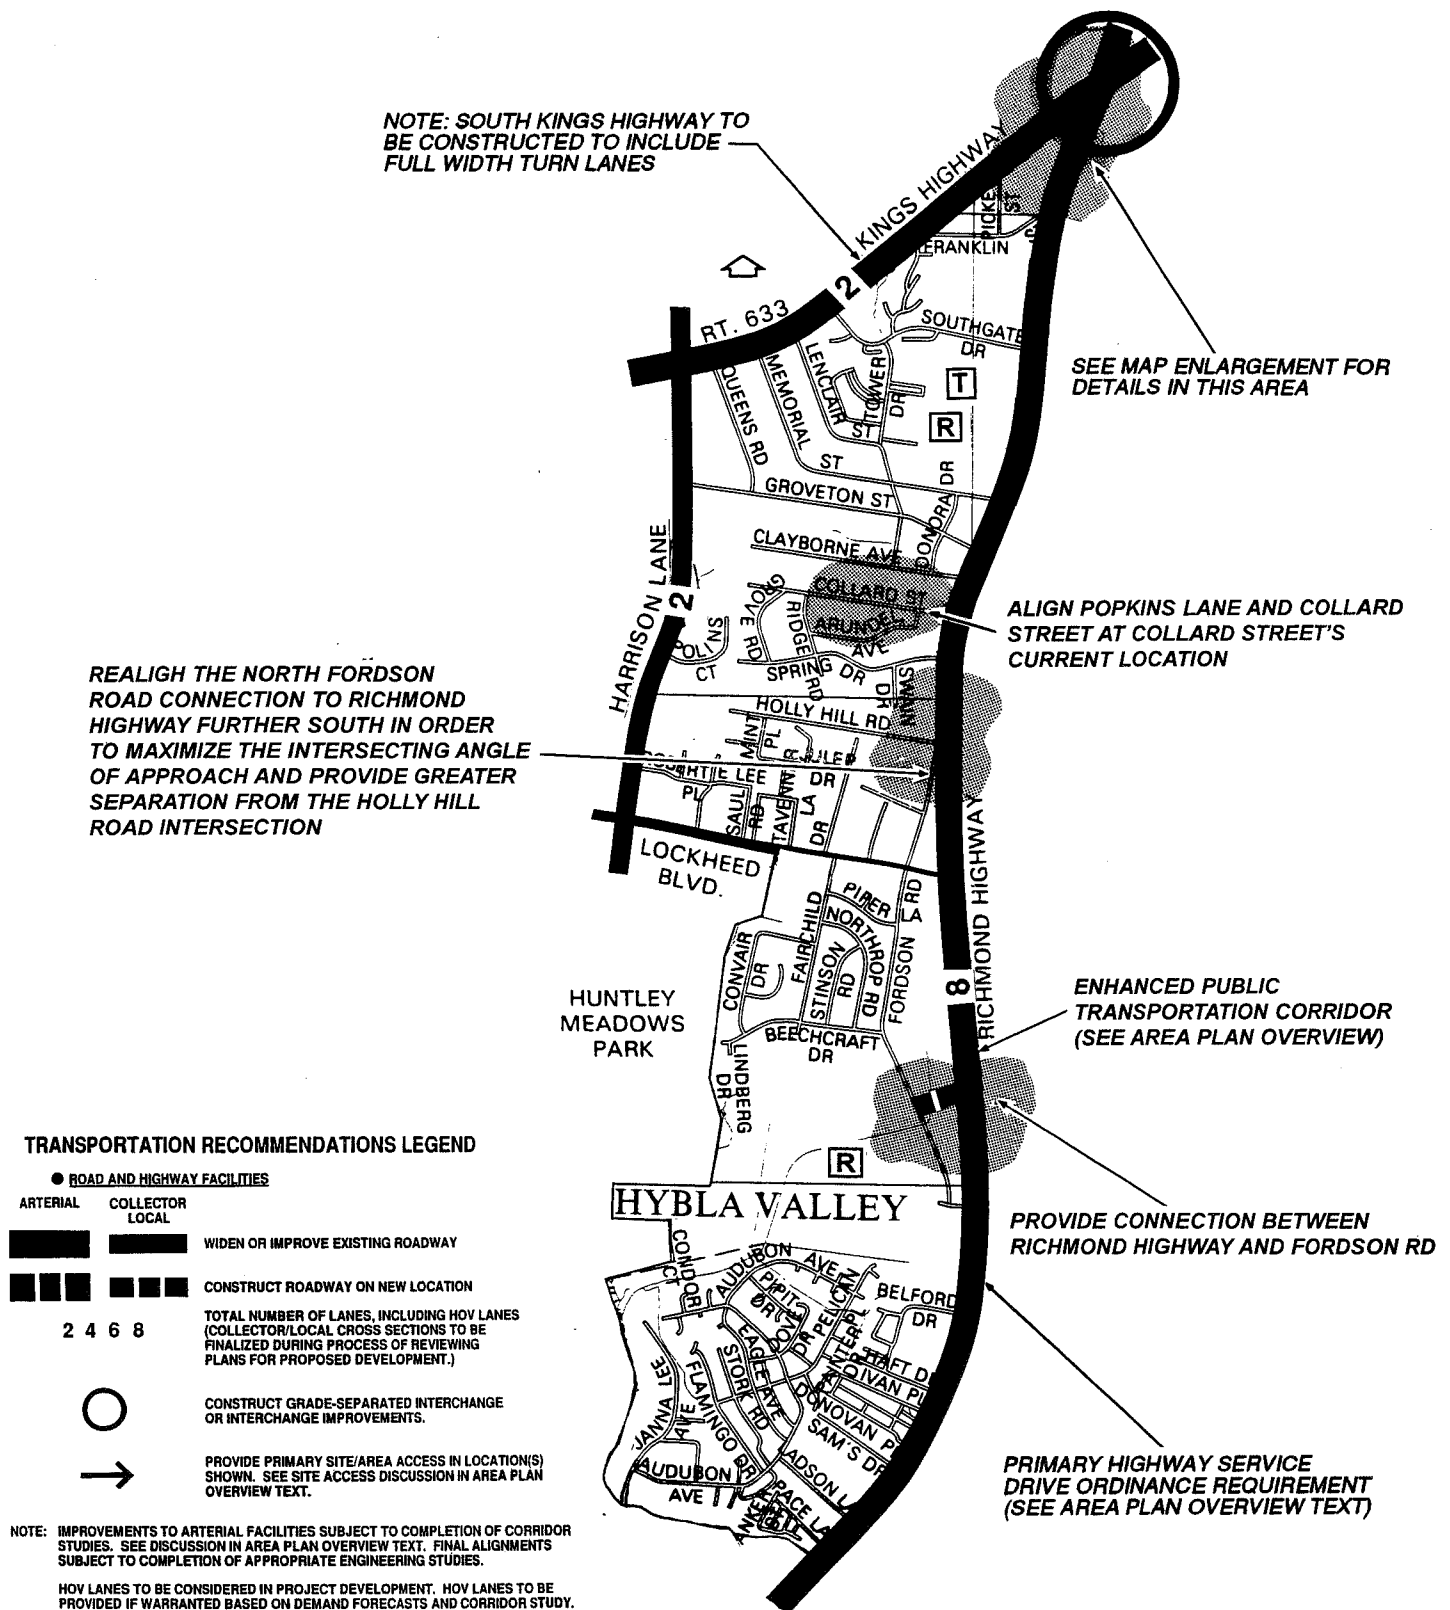 NOTE: SOUTH KINGS HIGHWAY TO
BE CONSTRUCTED TO INCLUDE
FULL WIDTH TURN LANES
KINGS HIGHWAY
FRANKLIN
2
RT. 633
SOUTHGATE
DR
SEE MAP ENLARGEMENT FOR
DETAILS IN THIS AREA
T
R
QUEENS RD
MEMORIAL
ST
LENCLAIR
ST
TOWER
DR
GROVETON ST
DONORA DR
CLAYBORNE AVE
COLLARD ST
ARUNDEL
AVE
GROVE RD
RIDGE
RD
SPRING DR
SWAIN
DR
HARRISON LANE
2
CT
ALIGN POPKINS LANE AND COLLARD
STREET AT COLLARD STREET'S
CURRENT LOCATION
REALIGH THE NORTH FORDSON
ROAD CONNECTION TO RICHMOND
HIGHWAY FURTHER SOUTH IN ORDER
TO MAXIMIZE THE INTERSECTING ANGLE
OF APPROACH AND PROVIDE GREATER
SEPARATION FROM THE HOLLY HILL
ROAD INTERSECTION
HOLLY HILL RD
MINT
PL
DR
LEE
PL
SAUL
RD
LA
DR
LOCKHEED
BLVD.
RICHMOND HIGHWAY
8
PIPER
LA
FAIRCHILD
NORTHROP RD
STINSON
RD
FORDSON
RD
CONVAIR
DR
BEECHCRAFT
DR
LINDBERG
DR
HUNTLEY
MEADOWS
PARK
ENHANCED PUBLIC
TRANSPORTATION CORRIDOR
(SEE AREA PLAN OVERVIEW)
R
HYBLA VALLEY
PROVIDE CONNECTION BETWEEN
RICHMOND HIGHWAY AND FORDSON RD
CONDOR
CT
AUDUBON
AVE
PIPIT
DR
DOVE
DR
PELICAN
PL
BELFORD
DR
EAGLE AVE
STORK RD
FLAMINGO DR
JANNA LEE
AVE
DONOVAN
SAM'S DR
AUDUBON
AVE
PACE LA
PRIMARY HIGHWAY SERVICE
DRIVE ORDINANCE REQUIREMENT
(SEE AREA PLAN OVERVIEW TEXT)
TRANSPORTATION RECOMMENDATIONS LEGEND
ROAD AND HIGHWAY FACILITIES
ARTERIAL
COLLECTOR
LOCAL
WIDEN OR IMPROVE EXISTING ROADWAY
CONSTRUCT ROADWAY ON NEW LOCATION
2 4 6 8
TOTAL NUMBER OF LANES, INCLUDING HOV LANES
(COLLECTOR/LOCAL CROSS SECTIONS TO BE
FINALIZED DURING PROCESS OF REVIEWING
PLANS FOR PROPOSED DEVELOPMENT.)
CONSTRUCT GRADE-SEPARATED INTERCHANGE
OR INTERCHANGE IMPROVEMENTS.
PROVIDE PRIMARY SITE/AREA ACCESS IN LOCATION(S)
SHOWN. SEE SITE ACCESS DISCUSSION IN AREA PLAN
OVERVIEW TEXT.
NOTE: IMPROVEMENTS TO ARTERIAL FACILITIES SUBJECT TO COMPLETION OF CORRIDOR
STUDIES. SEE DISCUSSION IN AREA PLAN OVERVIEW TEXT. FINAL ALIGNMENTS
SUBJECT TO COMPLETION OF APPROPRIATE ENGINEERING STUDIES.
HOV LANES TO BE CONSIDERED IN PROJECT DEVELOPMENT. HOV LANES TO BE
PROVIDED IF WARRANTED BASED ON DEMAND FORECASTS AND CORRIDOR STUDY.